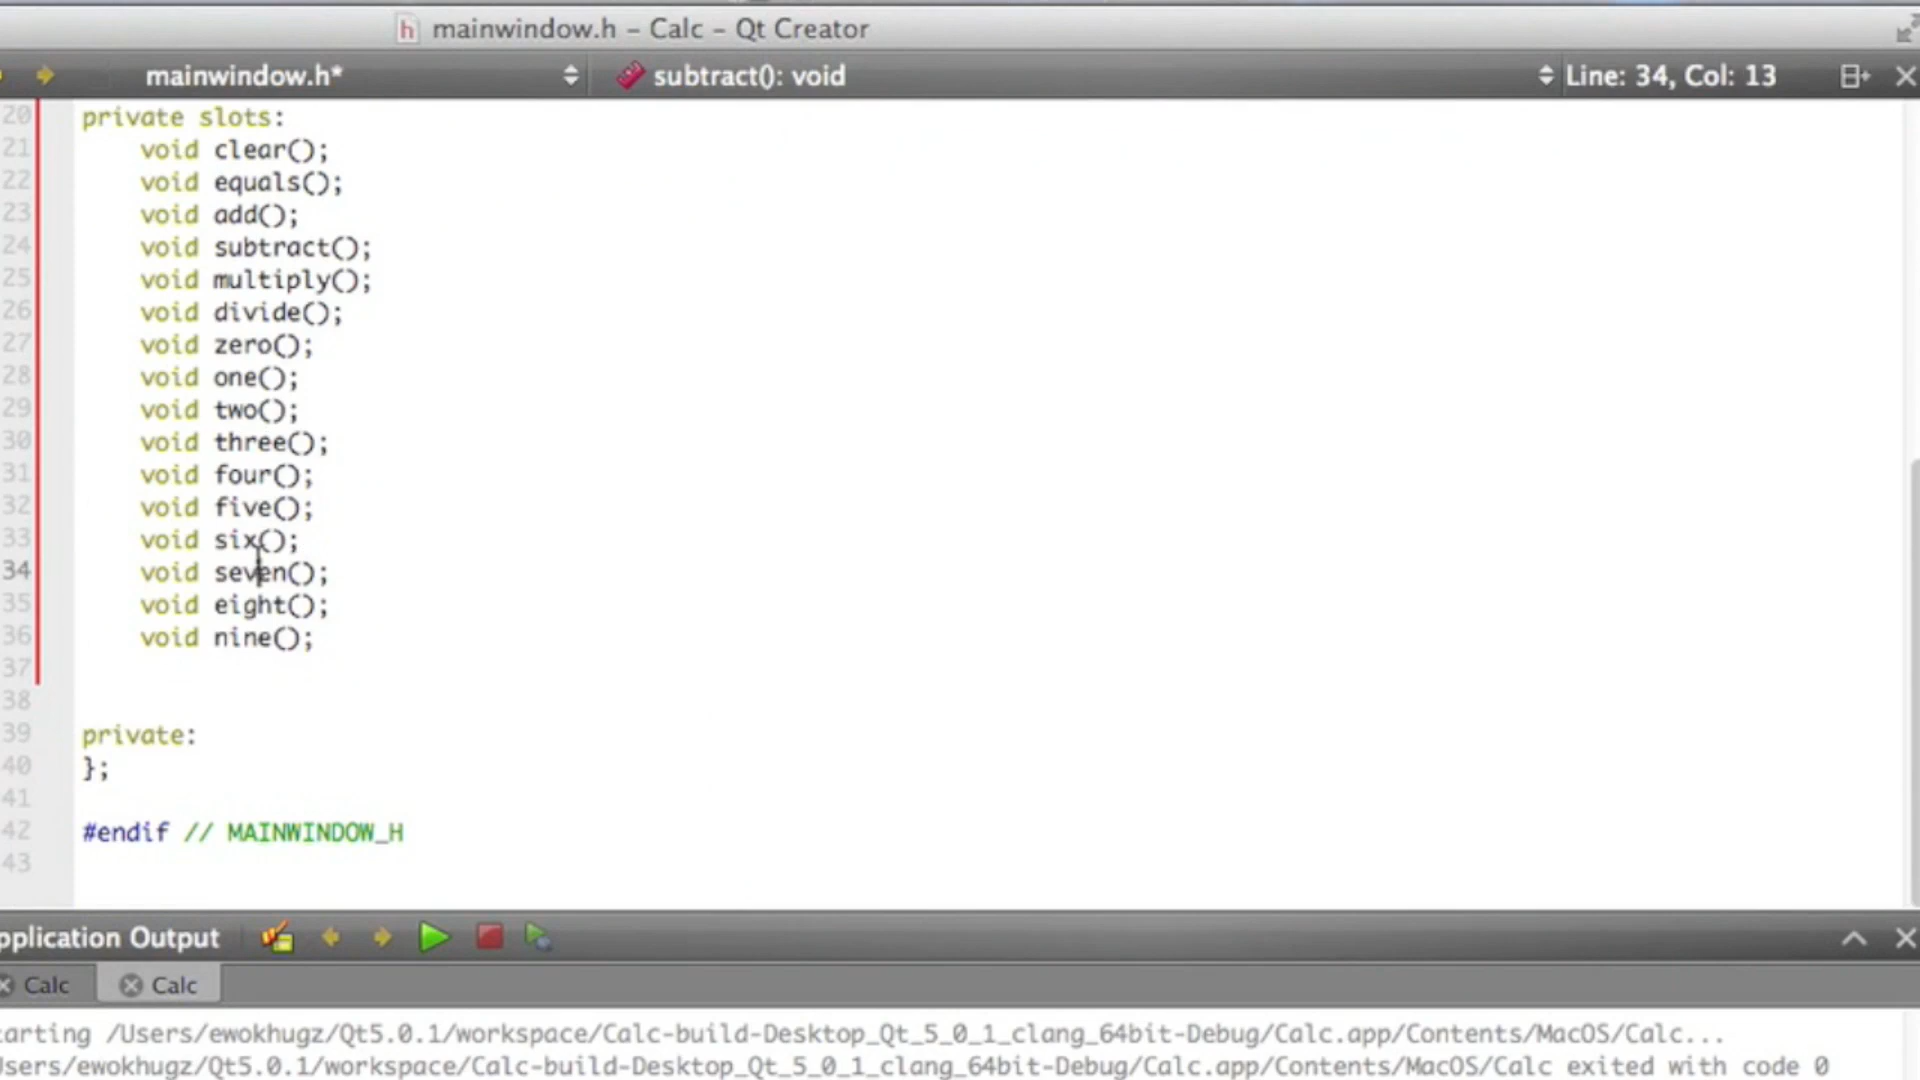 mainwindow.h – Calc – Qt Creator
mainwindow.h* subtract(): void Line: 34, Col: 13
20 private slots:
21 void clear();
22 void equals();
23 void add();
24 void subtract();
25 void multiply();
26 void divide();
27 void zero();
28 void one();
29 void two();
30 void three();
31 void four();
32 void five();
33 void six();
34 void seven();
35 void eight();
36 void nine();
37
38
39 private:
40 };
41
42 #endif // MAINWINDOW_H
43
pplication Output
Calc Calc
tarting /Users/ewokhugz/Qt5.0.1/workspace/Calc-build-Desktop_Qt_5_0_1_clang_64bit-Debug/Calc.app/Contents/MacOS/Calc...
Users/ewokhugz/Qt5.0.1/workspace/Calc-build-Desktop_Qt_5_0_1_clang_64bit-Debug/Calc.app/Contents/MacOS/Calc exited with code 0